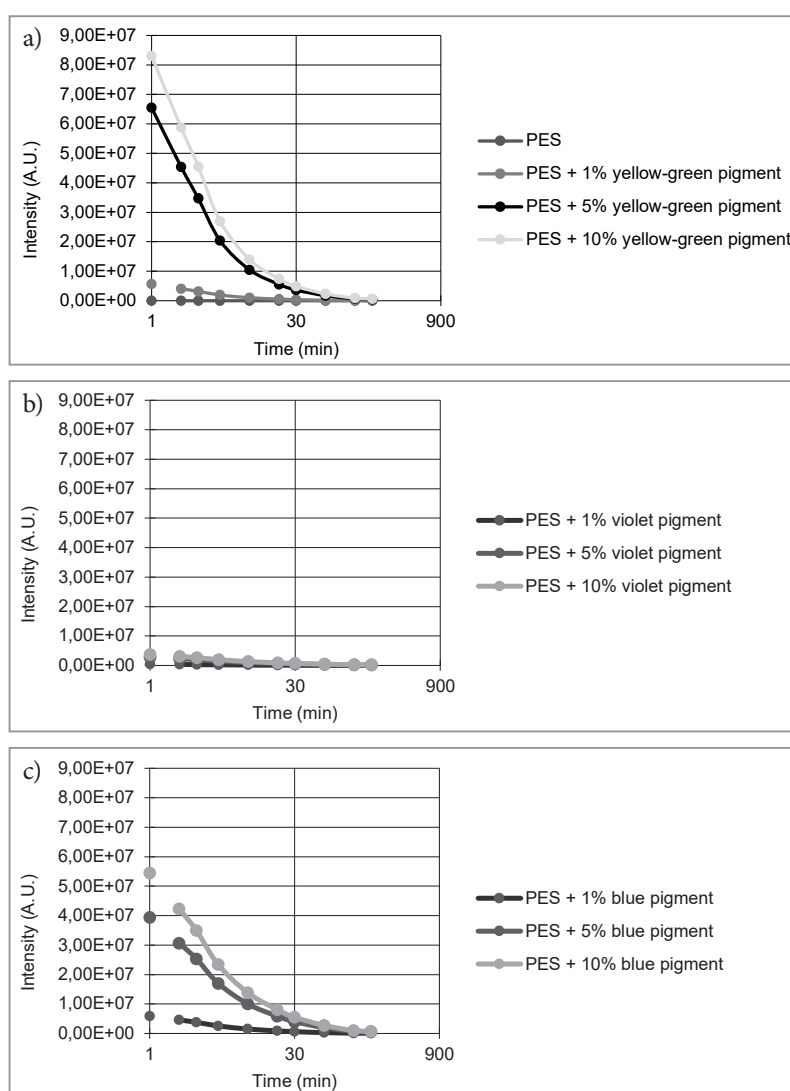 a)
9,00E+07
8,00E+07
7,00E+07
6,00E+07
5,00E+07
4,00E+07
3,00E+07
2,00E+07
1,00E+07
0,00E+00
Intensity (A.U.)
1 30 900
Time (min)
PES
PES + 1% yellow-green pigment
PES + 5% yellow-green pigment
PES + 10% yellow-green pigment
b)
9,00E+07
8,00E+07
7,00E+07
6,00E+07
5,00E+07
4,00E+07
3,00E+07
2,00E+07
1,00E+07
0,00E+00
Intensity (A.U.)
1 30 900
Time (min)
PES + 1% violet pigment
PES + 5% violet pigment
PES + 10% violet pigment
c)
9,00E+07
8,00E+07
7,00E+07
6,00E+07
5,00E+07
4,00E+07
3,00E+07
2,00E+07
1,00E+07
0,00E+00
Intensity (A.U.)
1 30 900
Time (min)
PES + 1% blue pigment
PES + 5% blue pigment
PES + 10% blue pigment